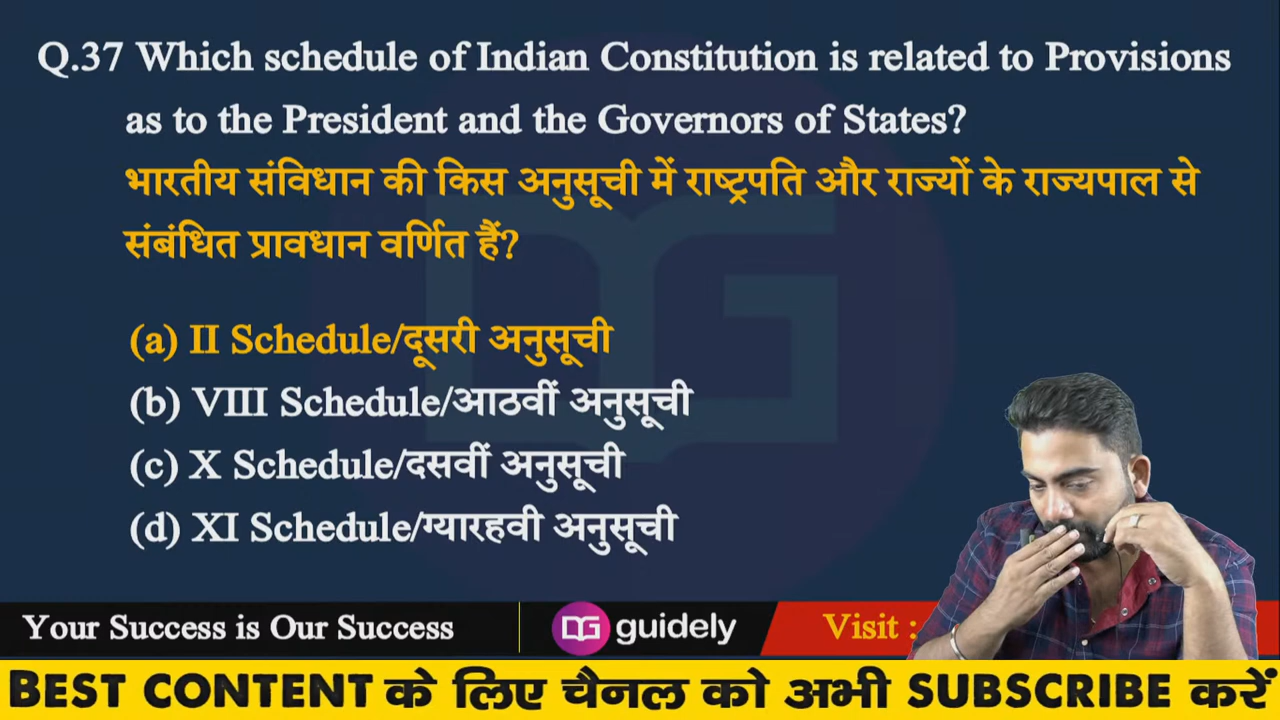 Q.37 Which schedule of Indian Constitution is related to Provisions
as to the President and the Governors of States?
भारतीय संविधान की किस अनुसूची में राष्ट्रपति और राज्यों के राज्यपाल से
संबंधित प्रावधान वर्णित हैं?
(a) II Schedule/दूसरी अनुसूची
(b) VIII Schedule/आठवीं अनुसूची
(c) X Schedule/दसवीं अनुसूची
(d) XI Schedule/ग्यारहवी अनुसूची
Your Success is Our Success
DG guidely
Visit :
BEST CONTENT के लिए चैनल को अभी SUBSCRIBE करें